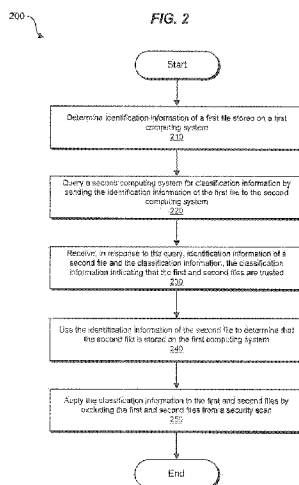 200
FIG. 2
Start
Determine identification information of a first file stored on a first
computing system
210
Query a second computing system for classification information by
sending the identification information of the first file to the second
computing system
220
Receive, in response to the query, identification information of a
second file and the classification information, the classification
information indicating that the first and second files are trusted
230
Use the identification information of the second file to determine that
the second file is stored on the first computing system
240
Apply the classification information to the first and second files by
excluding the first and second files from a security scan
250
End